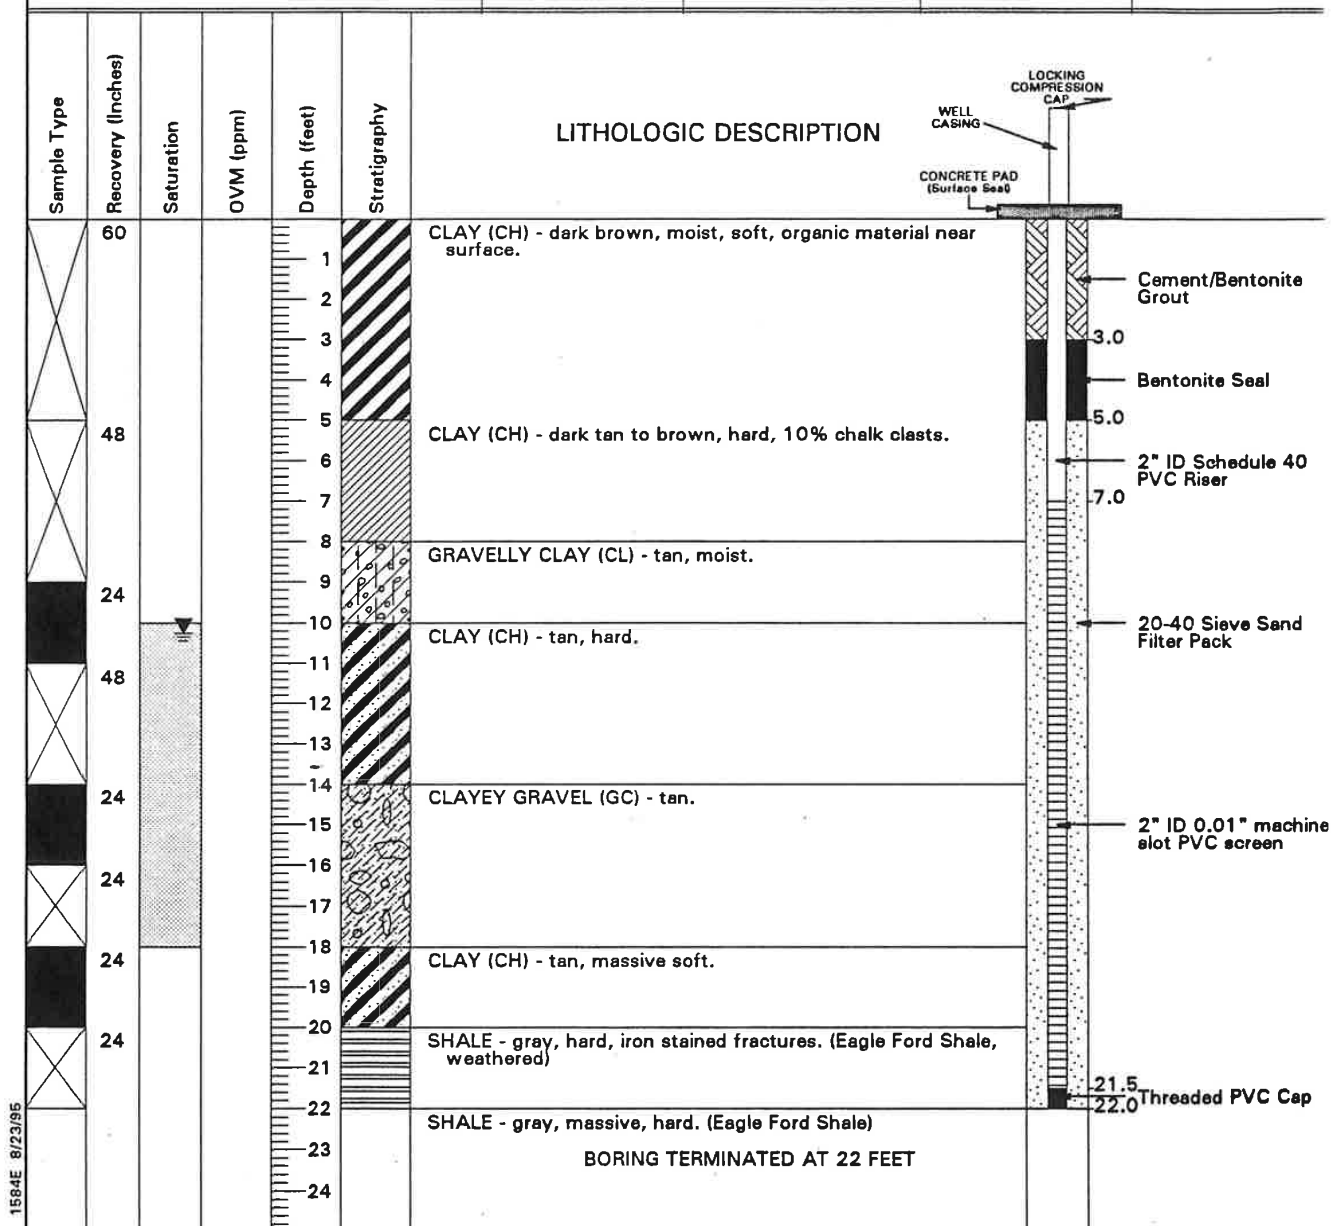 Sample Type
Recovery (Inches)
Saturation
OVM (ppm)
Depth (feet)
Stratigraphy
LITHOLOGIC DESCRIPTION
LOCKING
COMPRESSION
CAP
WELL
CASING
CONCRETE PAD
(Surface Seal)
60
CLAY (CH) - dark brown, moist, soft, organic material near
surface.
1
Cement/Bentonite
Grout
2
3
3.0
4
Bentonite Seal
5
5.0
48
CLAY (CH) - dark tan to brown, hard, 10% chalk clasts.
6
2" ID Schedule 40
PVC Riser
7
7.0
8
GRAVELLY CLAY (CL) - tan, moist.
9
24
10
20-40 Sieve Sand
Filter Pack
CLAY (CH) - tan, hard.
11
48
12
13
14
24
CLAYEY GRAVEL (GC) - tan.
15
2" ID 0.01" machine
slot PVC screen
16
24
17
18
24
CLAY (CH) - tan, massive soft.
19
20
24
SHALE - gray, hard, iron stained fractures. (Eagle Ford Shale,
weathered)
21
21.5
Threaded PVC Cap
22
22.0
SHALE - gray, massive, hard. (Eagle Ford Shale)
23
BORING TERMINATED AT 22 FEET
24
1584E 8/23/95